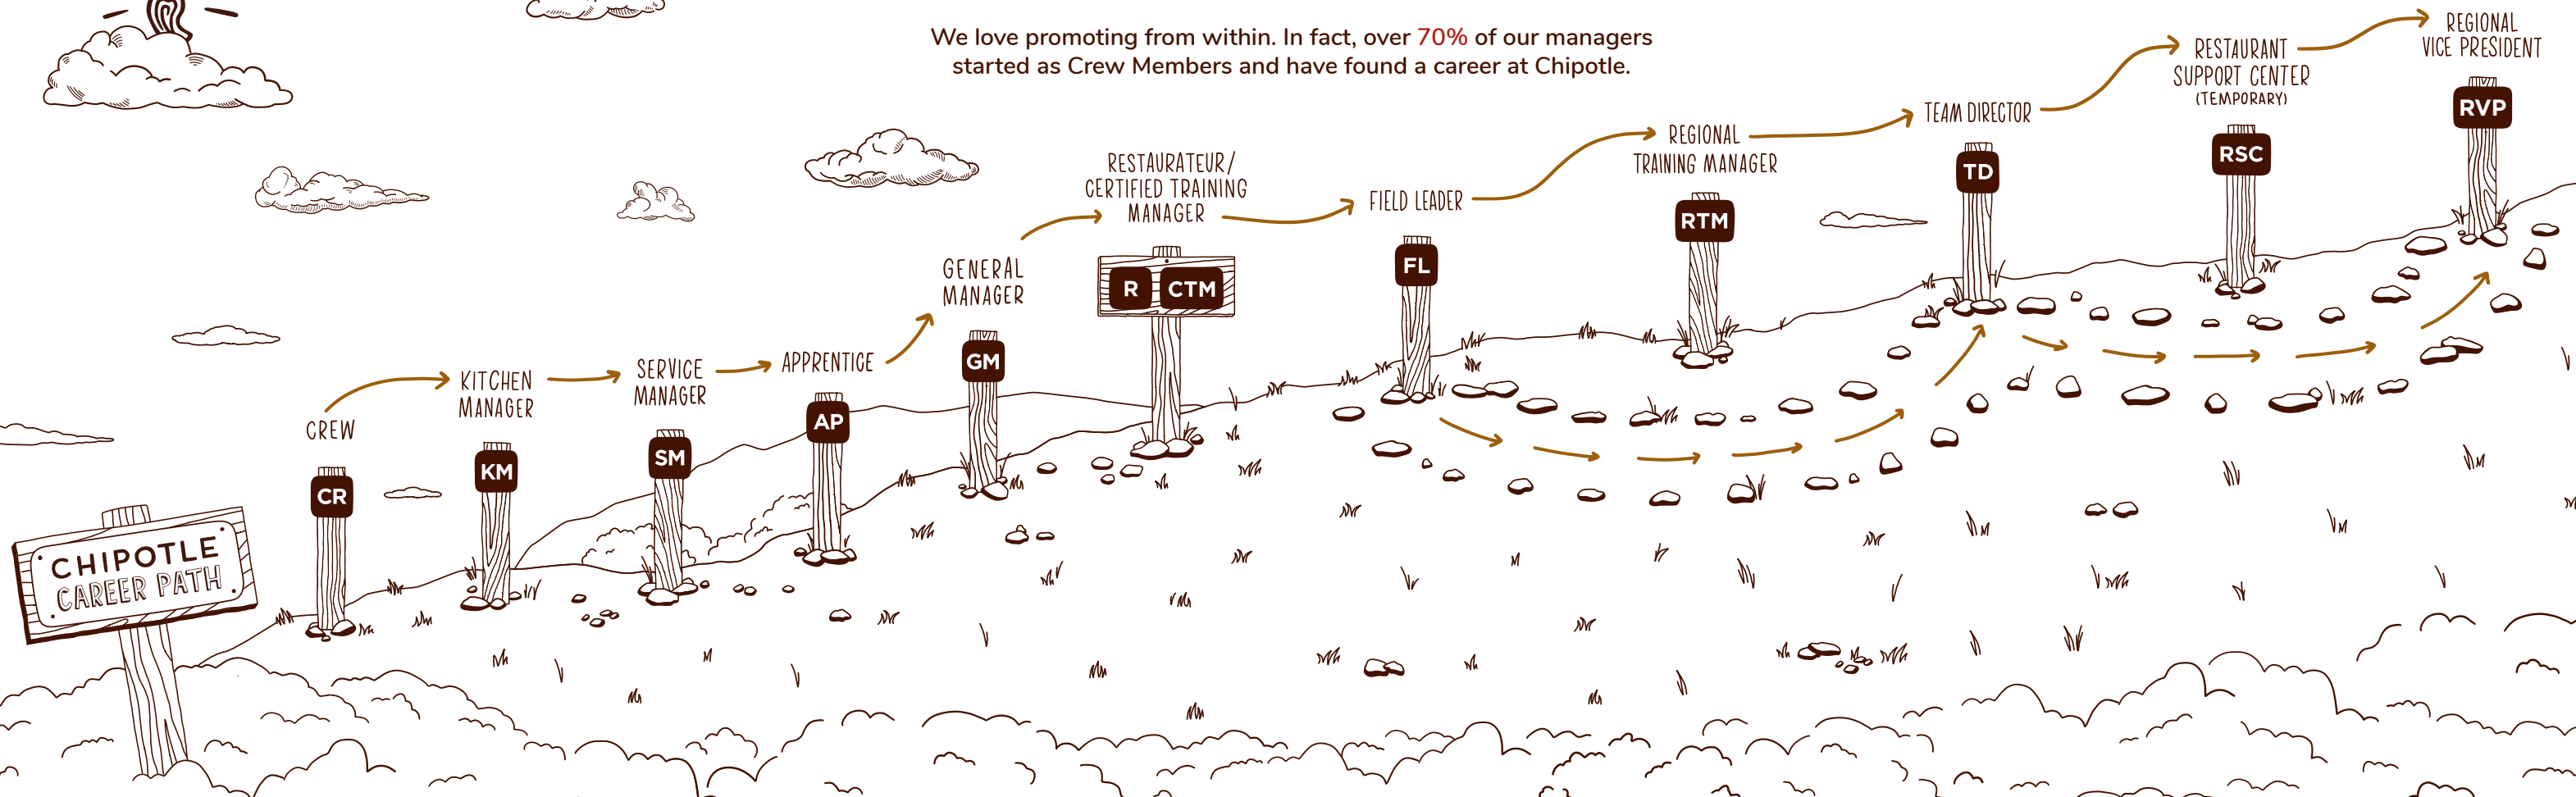 We love promoting from within. In fact, over 70% of our managers
started as Crew Members and have found a career at Chipotle.
CHIPOTLE
CAREER PATH
CREW
CR
KITCHEN
MANAGER
KM
SERVICE
MANAGER
SM
APPRENTICE
AP
GENERAL
MANAGER
GM
RESTAURATEUR/
CERTIFIED TRAINING
MANAGER
R CTM
FIELD LEADER
FL
REGIONAL
TRAINING MANAGER
RTM
TEAM DIRECTOR
TD
RESTAURANT
SUPPORT CENTER
(TEMPORARY)
RSC
REGIONAL
VICE PRESIDENT
RVP